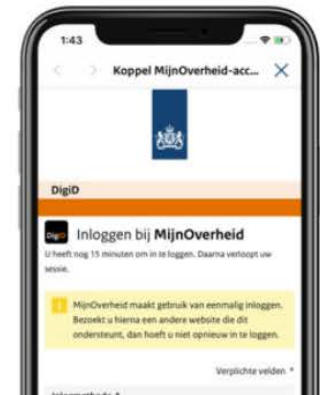 1:43
Koppel MijnOverheid-acc...
DigiD
DigiD Inloggen bij MijnOverheid
U heeft nog 15 minuten om in te loggen. Daarna verloopt uw
sessie.
MijnOverheid maakt gebruik van eenmalig inloggen.
Bezoekt u hierna een andere website die dit
ondersteunt, dan hoeft u niet opnieuw in te loggen.
Verplichte velden *